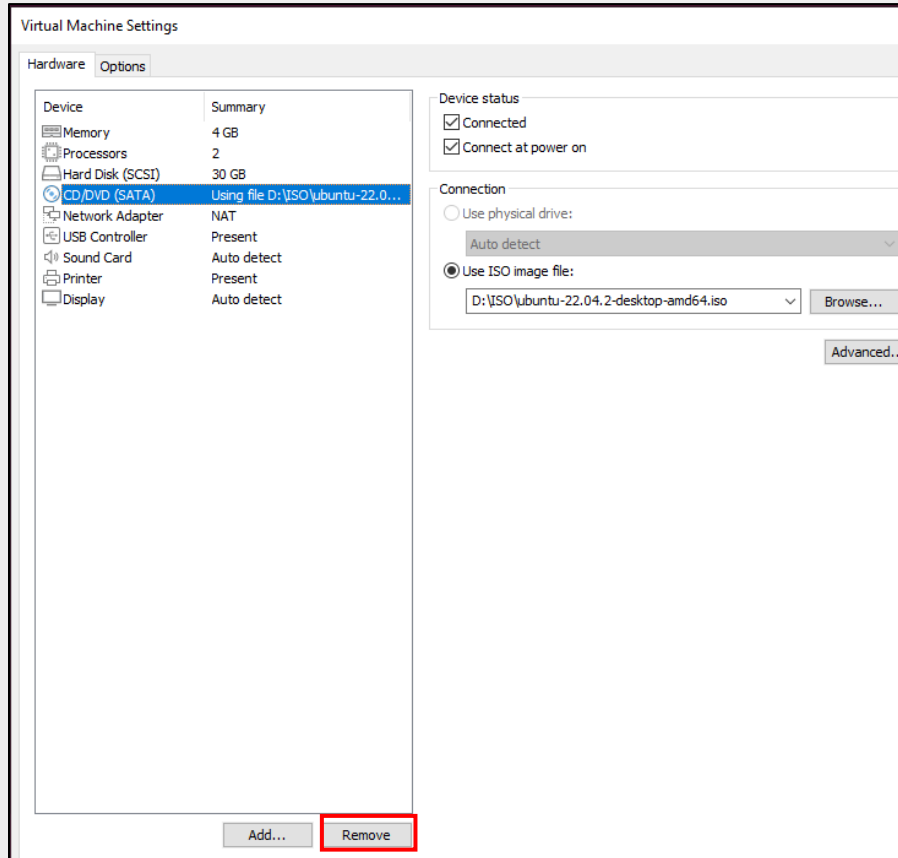 Virtual Machine Settings
Hardware Options
Device Summary
Memory 4 GB
Processors 2
Hard Disk (SCSI) 30 GB
CD/DVD (SATA) Using file D:\ISO\ubuntu-22.0...
Network Adapter NAT
USB Controller Present
Sound Card Auto detect
Printer Present
Display Auto detect
Add... Remove
Device status
Connected
Connect at power on
Connection
Use physical drive:
Auto detect
Use ISO image file:
D:\ISO\ubuntu-22.04.2-desktop-amd64.iso Browse...
Advanced..